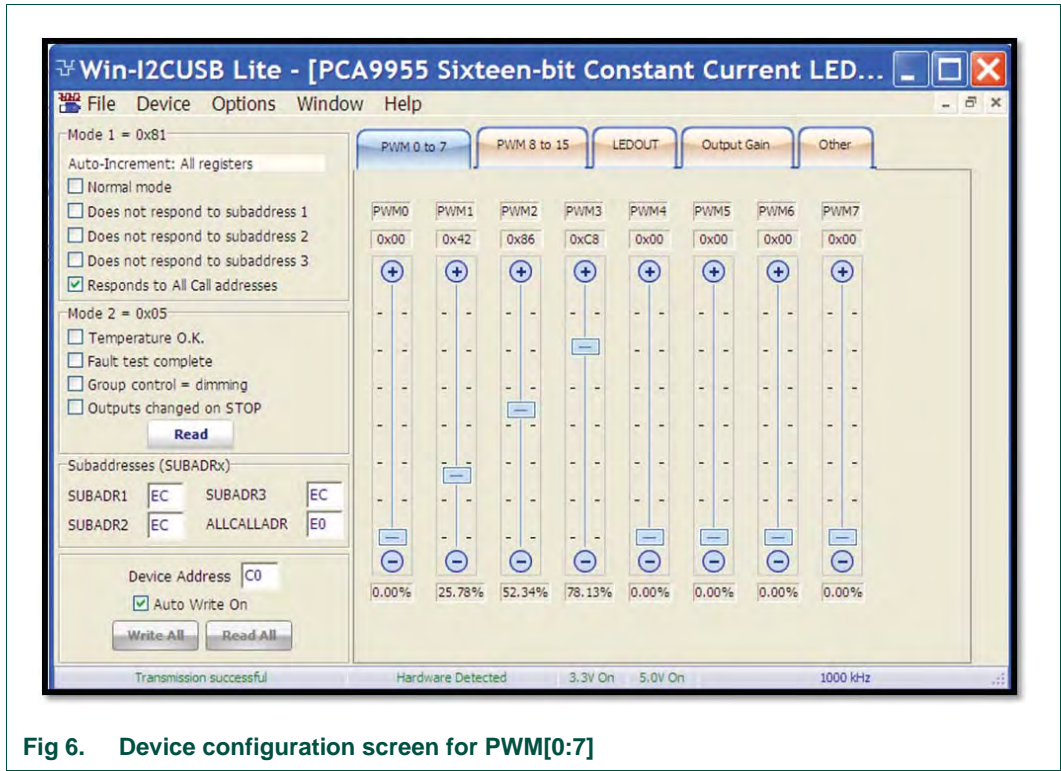 Win-I2CUSB Lite - [PCA9955 Sixteen-bit Constant Current LED...
File Device Options Window Help
Mode 1 = 0x81
Auto-Increment: All registers
Normal mode
Does not respond to subaddress 1
Does not respond to subaddress 2
Does not respond to subaddress 3
Responds to All Call addresses
Mode 2 = 0x05
Temperature O.K.
Fault test complete
Group control = dimming
Outputs changed on STOP
Read
Subaddresses (SUBADRx)
SUBADR1 EC SUBADR3 EC
SUBADR2 EC ALLCALLADR E0
Device Address C0
Auto Write On
Write All Read All
PWM 0 to 7 PWM 8 to 15 LEDOUT Output Gain Other
PWM0 PWM1 PWM2 PWM3 PWM4 PWM5 PWM6 PWM7
0x00 0x42 0x86 0xC8 0x00 0x00 0x00 0x00
0.00% 25.78% 52.34% 78.13% 0.00% 0.00% 0.00% 0.00%
Transmission successful Hardware Detected 3.3V On 5.0V On 1000 kHz
Fig 6. Device configuration screen for PWM[0:7]